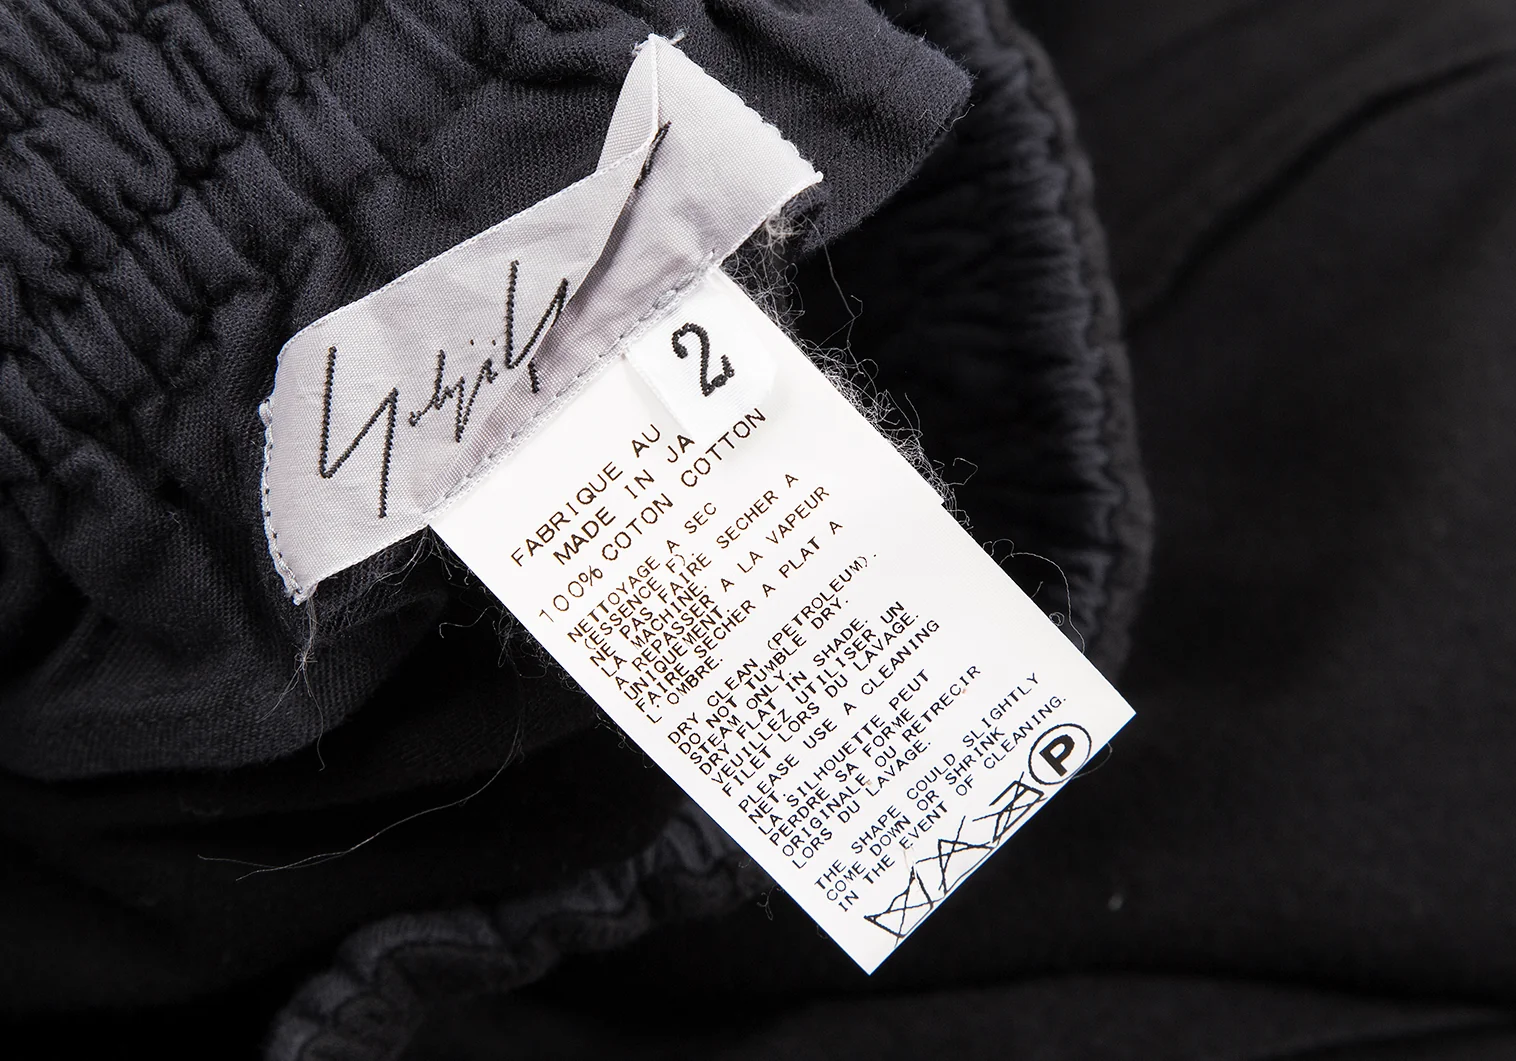 Yohji Y
2
FABRIQUE AU
MADE IN JA
100% COTON COTTON
NETTOYAGE A SEC
(ESSENCE F).
NE PAS FAIRE SECHER A
LA MACHINE.
REPASSER A LA VAPEUR
UNIQUEMENT.
FAIRE SECHER A PLAT A
L'OMBRE.
DRY CLEAN (PETROLEUM).
DO NOT TUMBLE DRY.
STEAM ONLY.
DRY FLAT IN SHADE.
VEUILLEZ UTILISER UN
FILET LORS DU LAVAGE.
PLEASE USE A CLEANING
NET.
LA SILHOUETTE PEUT
PERDRE SA FORME
ORIGINALE OU RETRECIR
LORS DU LAVAGE.
THE SHAPE COULD SLIGHTLY
COME DOWN OR SHRINK
IN THE EVENT OF CLEANING.
P